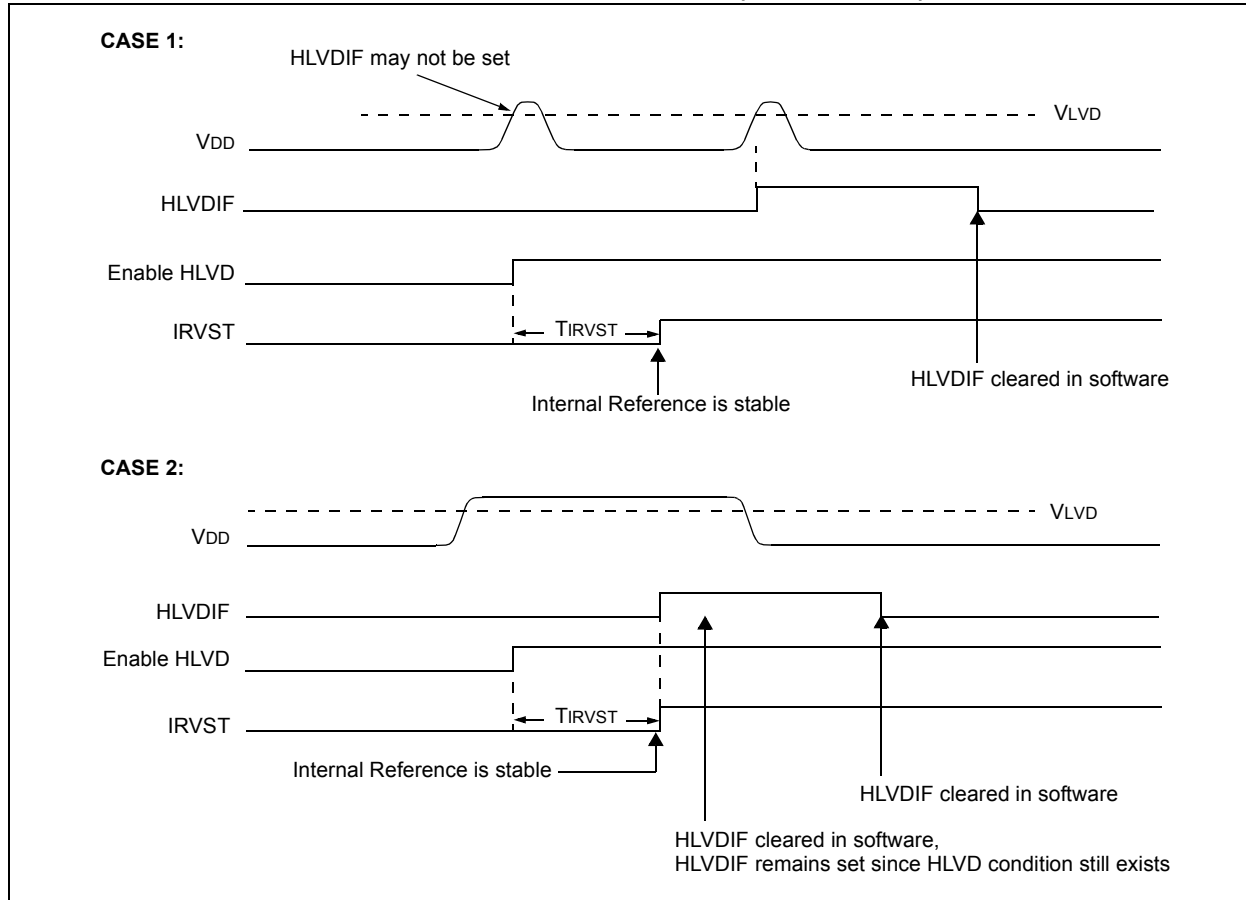 CASE 1:
HLVDIF may not be set
VLVD
VDD
HLVDIF
Enable HLVD
TIRVST
IRVST
HLVDIF cleared in software
Internal Reference is stable
CASE 2:
VLVD
VDD
HLVDIF
Enable HLVD
TIRVST
IRVST
Internal Reference is stable
HLVDIF cleared in software
HLVDIF cleared in software,
HLVDIF remains set since HLVD condition still exists